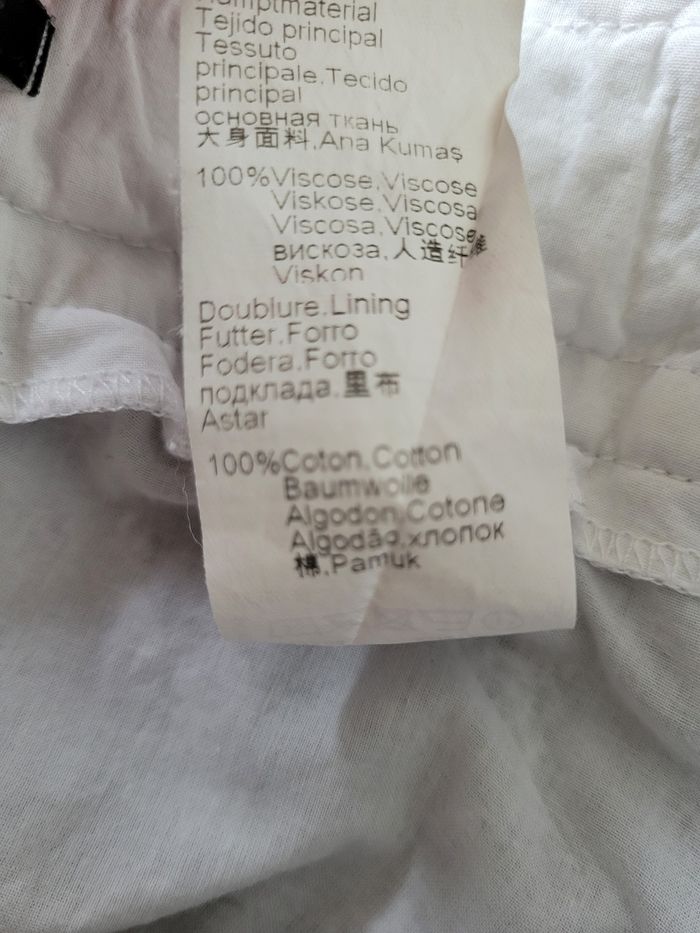 Hauptmaterial
Tejido principal
Tessuto
principale.Tecido
principal
основная ткань
大身面料.Ana Kumaş
100%Viscose.Viscose
Viskose.Viscosa
Viscosa.Viscose
вискоза.人造纤维
Viskon
Doublure.Lining
Futter.Forro
Fodera.Forro
подклада.里布
Astar
100%Coton.Cotton
Baumwolle
Algodon.Cotone
Algodão.хлопок
棉.Pamuk